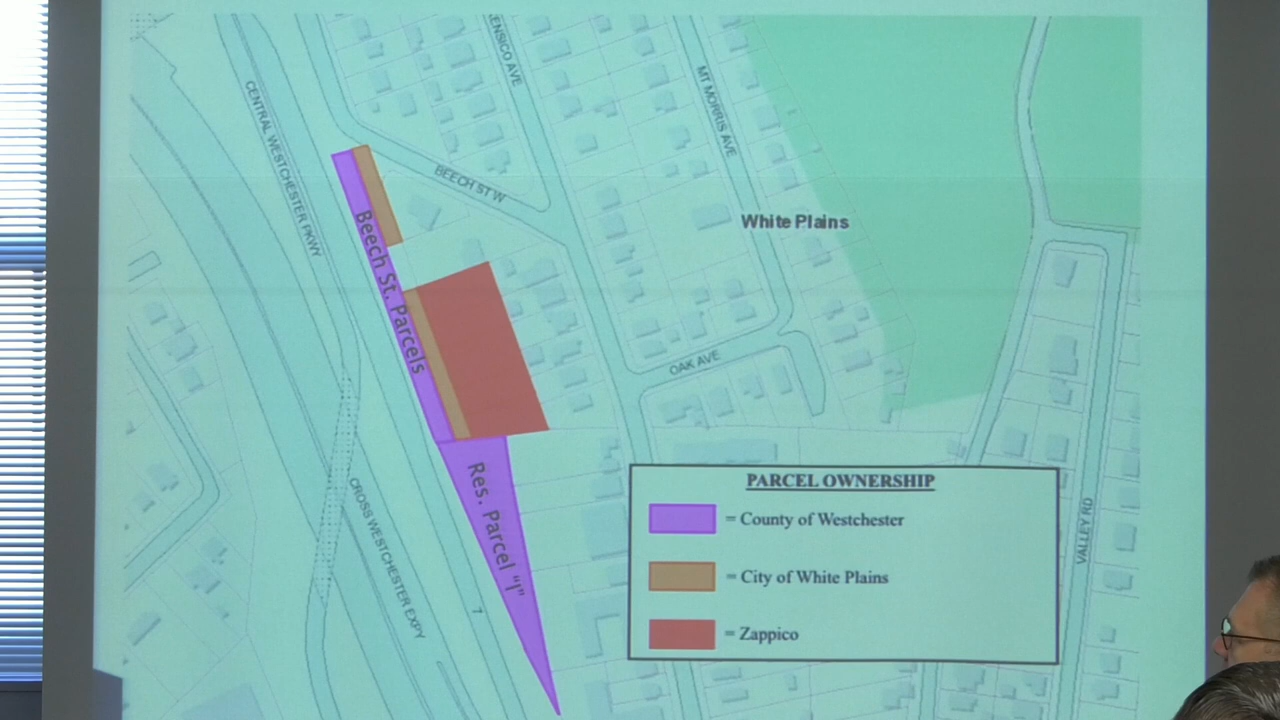 KENSICO AVE
CENTRAL WESTCHESTER PKWY
MT MORRIS AVE
BEECH ST W
White Plains
Beech St. Parcels
OAK AVE
Res. Parcel "I"
CROSS WESTCHESTER EXPY
VALLEY RD
7
PARCEL OWNERSHIP
= County of Westchester
= City of White Plains
= Zappico